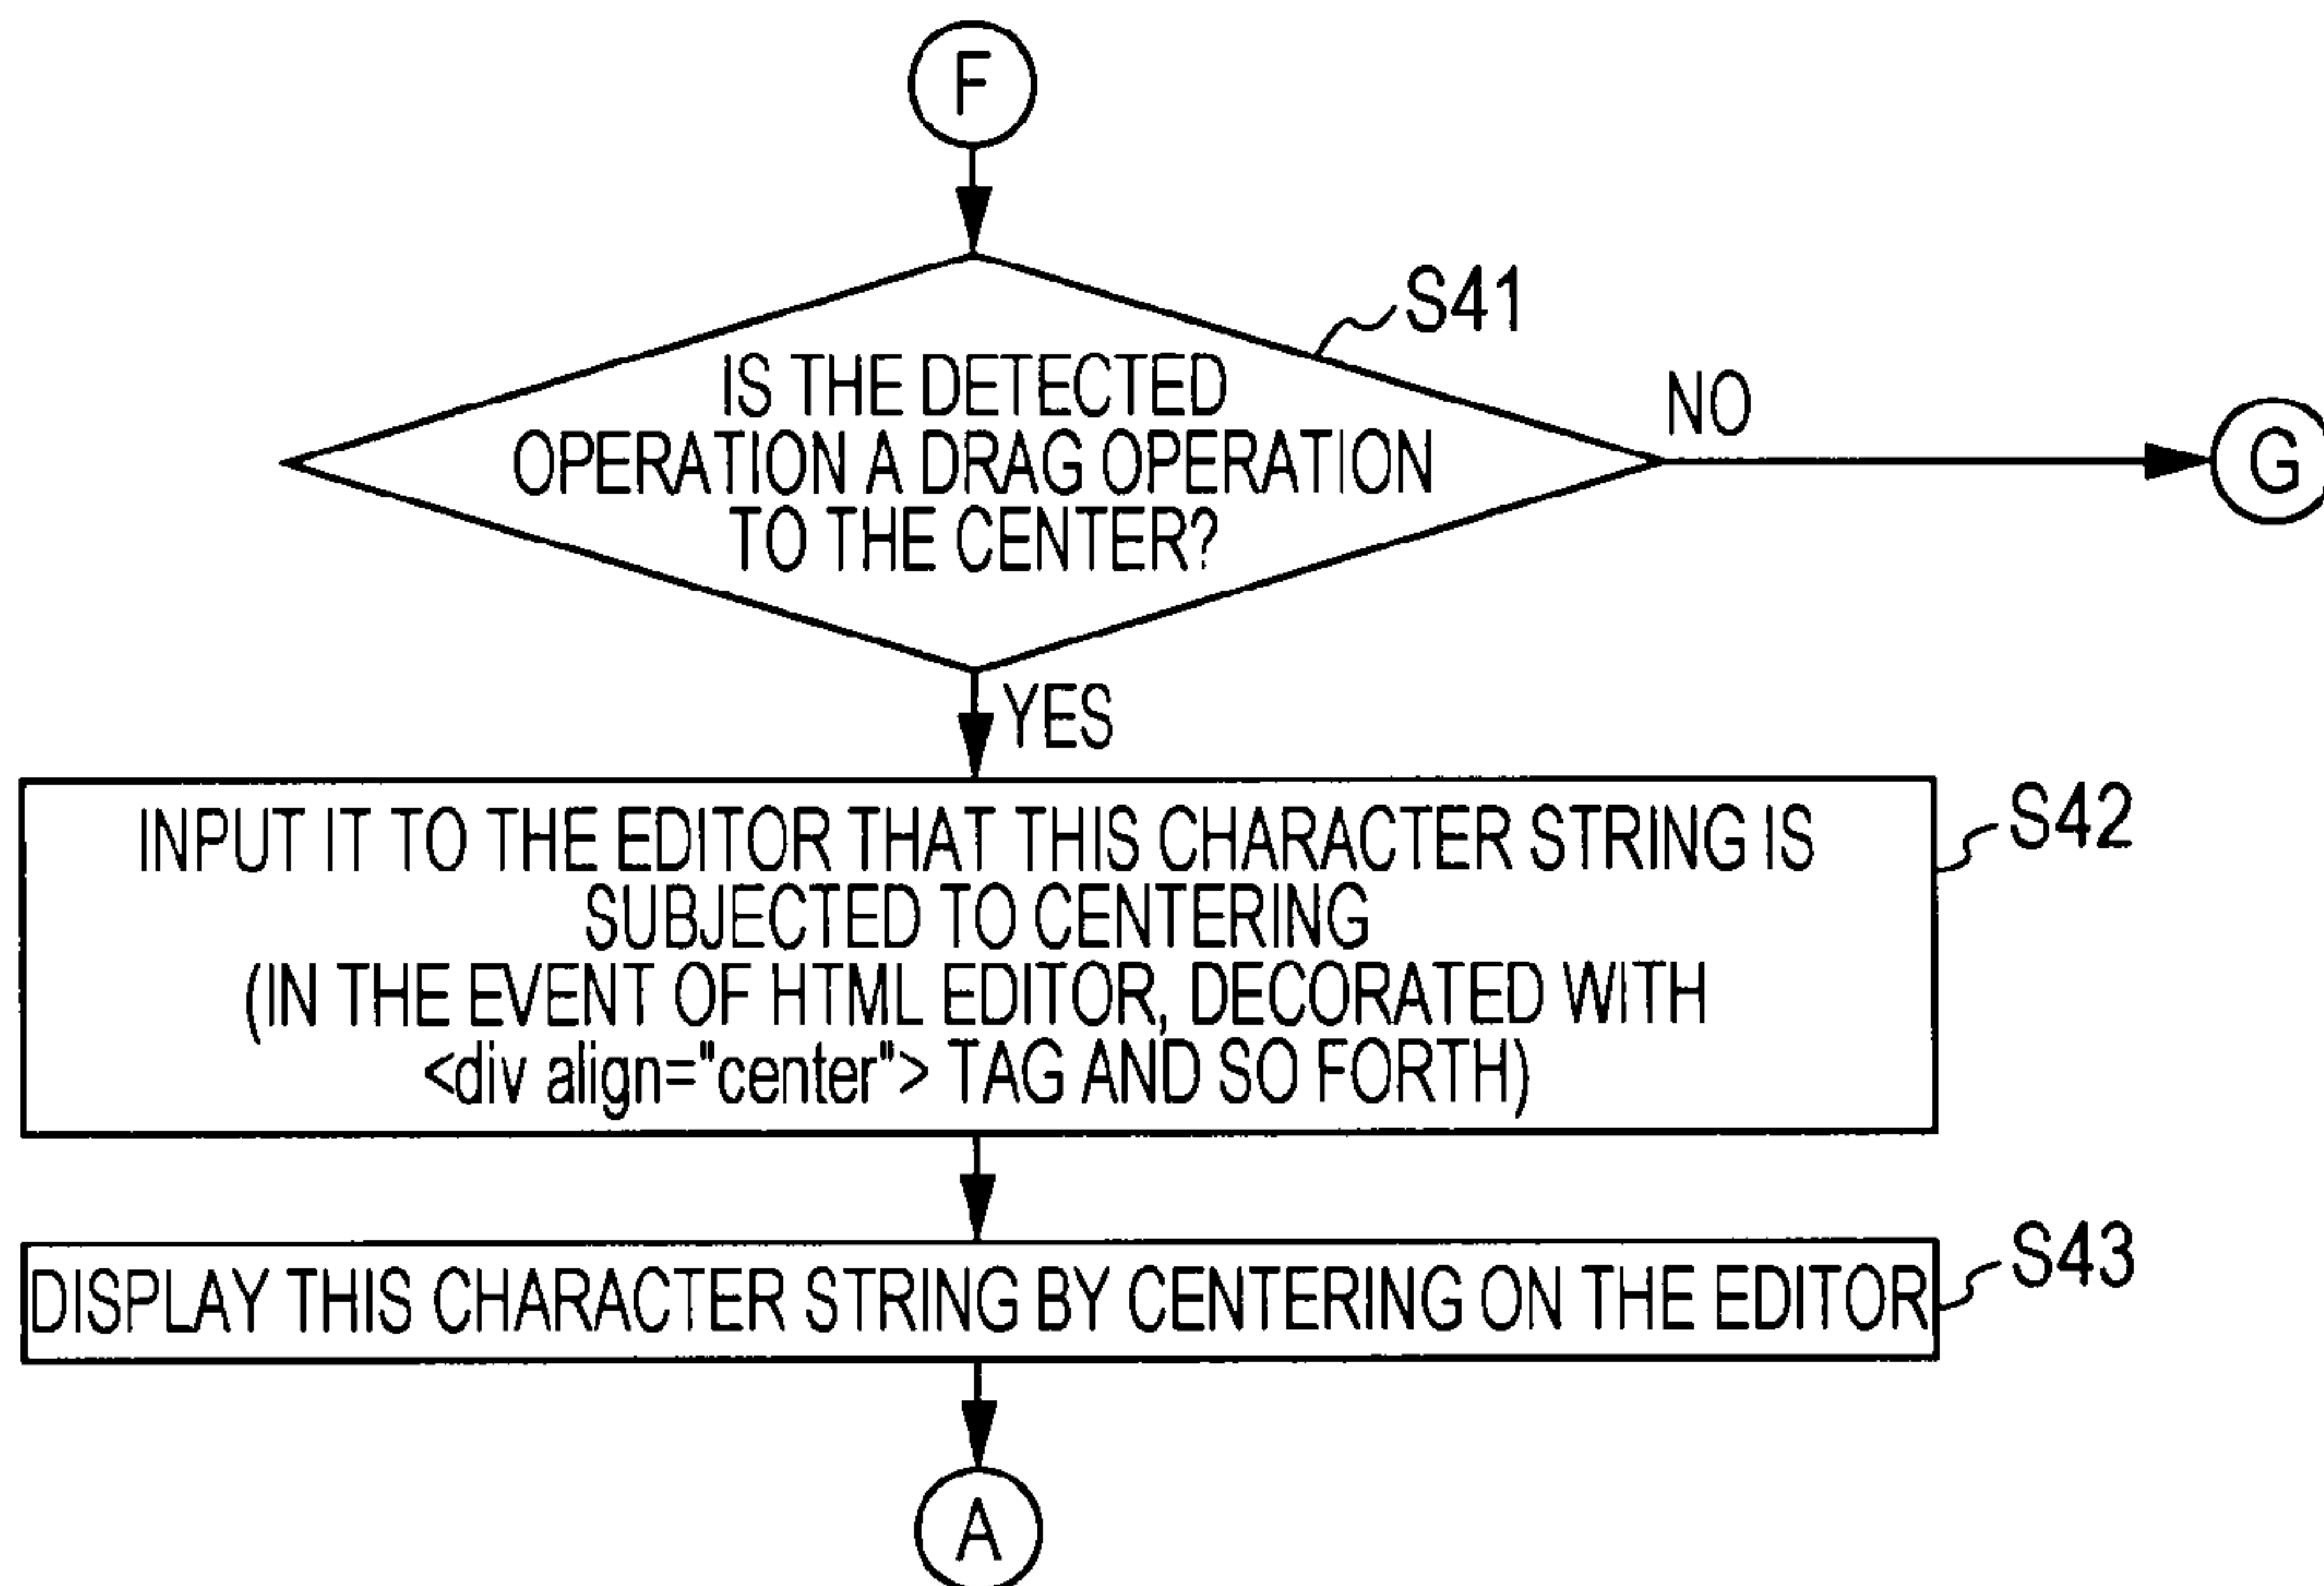 F
S41
IS THE DETECTED
OPERATION A DRAG OPERATION
TO THE CENTER?
NO
G
YES
INPUT IT TO THE EDITOR THAT THIS CHARACTER STRING IS
SUBJECTED TO CENTERING
(IN THE EVENT OF HTML EDITOR, DECORATED WITH
<div align="center"> TAG AND SO FORTH)
S42
DISPLAY THIS CHARACTER STRING BY CENTERING ON THE EDITOR
S43
A